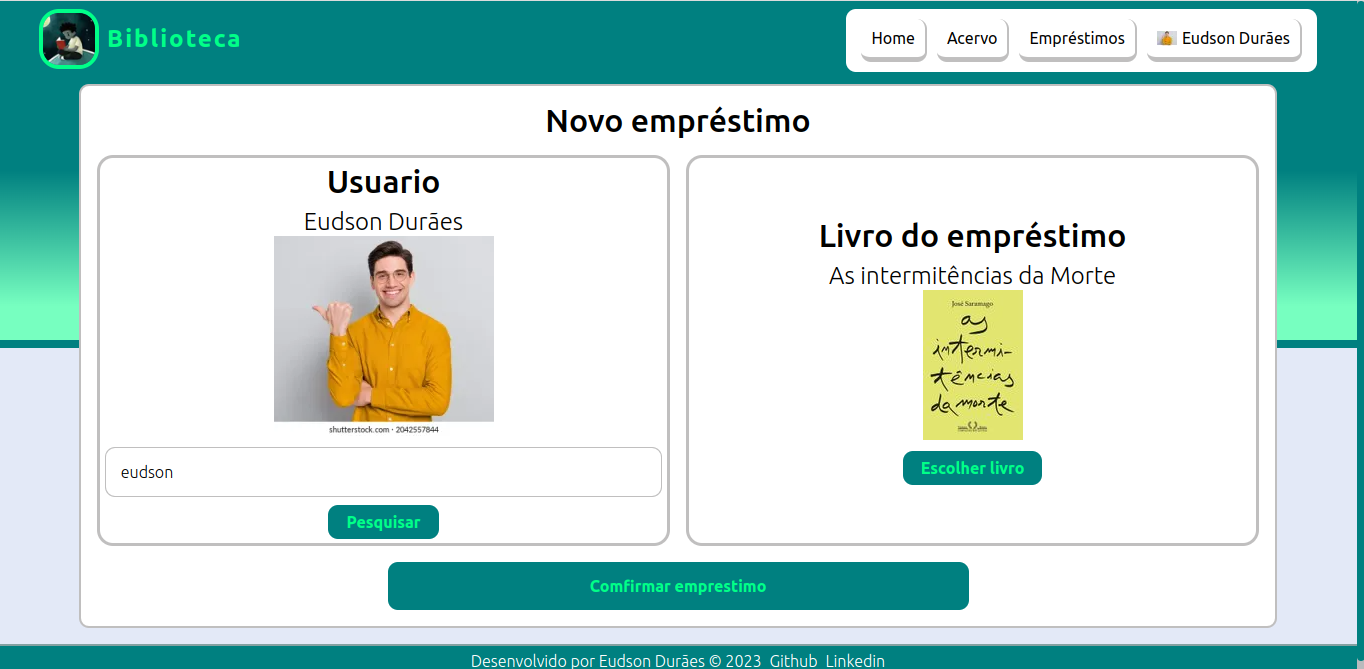 Biblioteca
Home
Acervo
Empréstimos
Eudson Durães
Novo empréstimo
Usuario
Eudson Durães
shutterstock.com · 2042557844
eudson
Pesquisar
Livro do empréstimo
As intermitências da Morte
José Saramago
as
intermi-
tências
da morte
Escolher livro
Comfirmar emprestimo
Desenvolvido por Eudson Durães © 2023 Github Linkedin